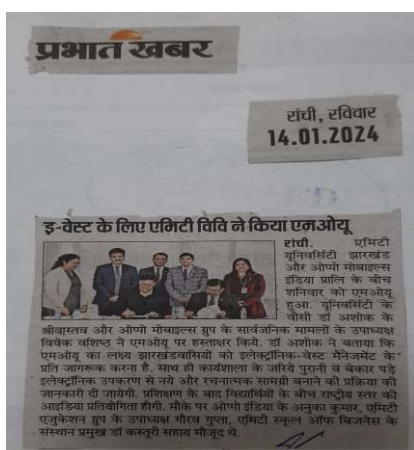 प्रभात खबर
रांची, रविवार
14.01.2024
इ-वेस्ट के लिए एमिटी विवि ने किया एमओयू
रांची. एमिटी
यूनिवर्सिटी झारखंड
और ओप्पो मोबाइल्स
इंडिया प्रालि के बीच
शनिवार को एमओयू
हुआ. यूनिवर्सिटी के
वीसी डॉ अशोक के
श्रीवास्तव और ओप्पो मोबाइल्स ग्रुप के सार्वजनिक मामलों के उपाध्यक्ष
विवेक वशिष्ठ ने एमओयू पर हस्ताक्षर किये. डॉ अशोक ने बताया कि
एमओयू का लक्ष्य झारखंडवासियों को इलेक्ट्रॉनिक-वेस्ट मैनेजमेंट के
प्रति जागरूक करना है. साथ ही कार्यशाला के जरिये पुरानी व बेकार पड़े
इलेक्ट्रॉनिक उपकरण से नये और रचनात्मक सामग्री बनाने की प्रक्रिया की
जानकारी दी जायेगी. प्रशिक्षण के बाद विद्यार्थियों के बीच राष्ट्रीय स्तर की
आइडिया प्रतियोगिता होगी. मौके पर ओप्पो इंडिया के अनुका कुमार, एमिटी
एजुकेशन ग्रुप के उपाध्यक्ष गौरव गुप्ता, एमिटी स्कूल ऑफ बिजनेस के
संस्थान प्रमुख डॉ कस्तूरी सहाय मौजूद थे.